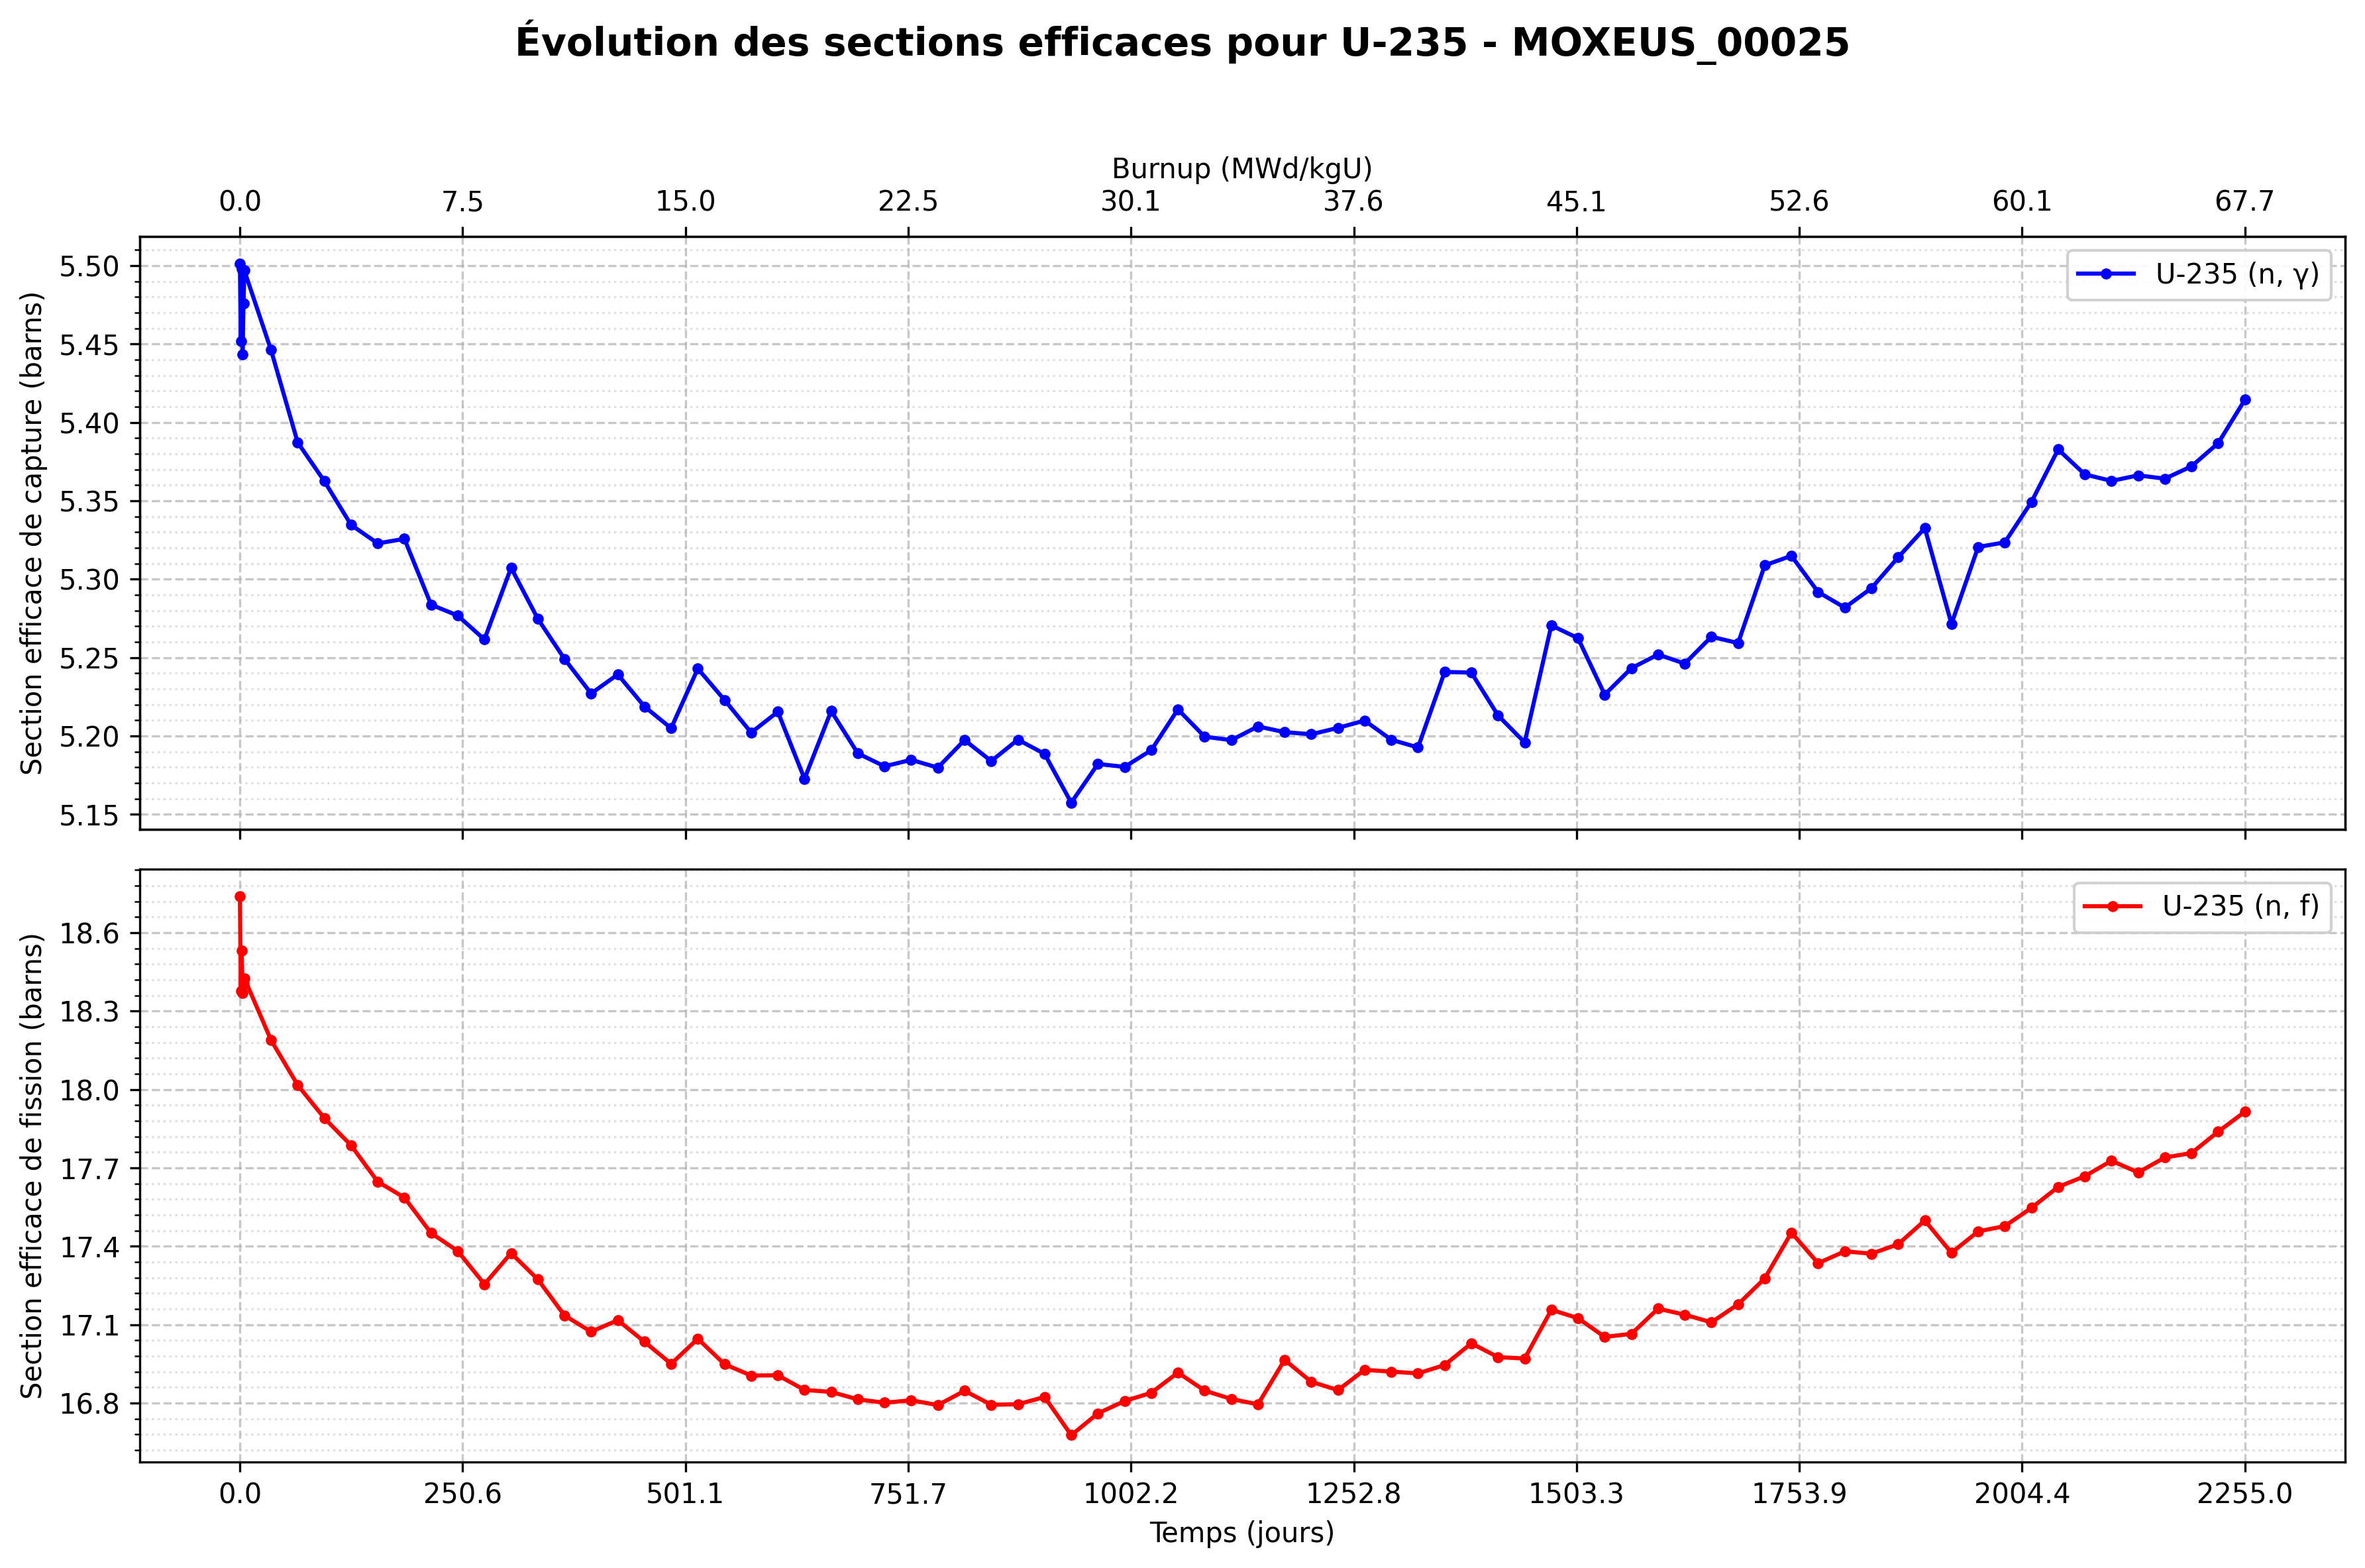 Évolution des sections efficaces pour U-235 - MOXEUS_00025
Burnup (MWd/kgU)
0.0 7.5 15.0 22.5 30.1 37.6 45.1 52.6 60.1 67.7
Section efficace de capture (barns)
5.50
5.45
5.40
5.35
5.30
5.25
5.20
5.15
U-235 (n, γ)
Section efficace de fission (barns)
18.6
18.3
18.0
17.7
17.4
17.1
16.8
U-235 (n, f)
0.0 250.6 501.1 751.7 1002.2 1252.8 1503.3 1753.9 2004.4 2255.0
Temps (jours)